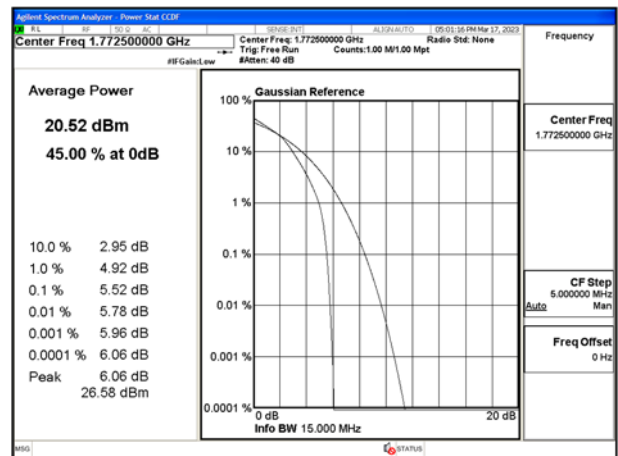 Agilent Spectrum Analyzer - Power Stat CCDF
RL RF 50 Ω AC SENSE:INT ALIGN AUTO 05:01:16 PM Mar 17, 2023
Center Freq 1.772500000 GHz
Center Freq: 1.772500000 GHz Radio Std: None
Trig: Free Run Counts:1.00 M/1.00 Mpt
#IFGain:Low #Atten: 40 dB
Frequency
Average Power
20.52 dBm
45.00 % at 0dB
10.0 % 2.95 dB
1.0 % 4.92 dB
0.1 % 5.52 dB
0.01 % 5.78 dB
0.001 % 5.96 dB
0.0001 % 6.06 dB
Peak 6.06 dB
26.58 dBm
Gaussian Reference
100 %
10 %
1 %
0.1 %
0.01 %
0.001 %
0.0001 %
0 dB 20 dB
Info BW 15.000 MHz
Center Freq
1.772500000 GHz
CF Step
5.000000 MHz
Auto Man
Freq Offset
0 Hz
MSG STATUS